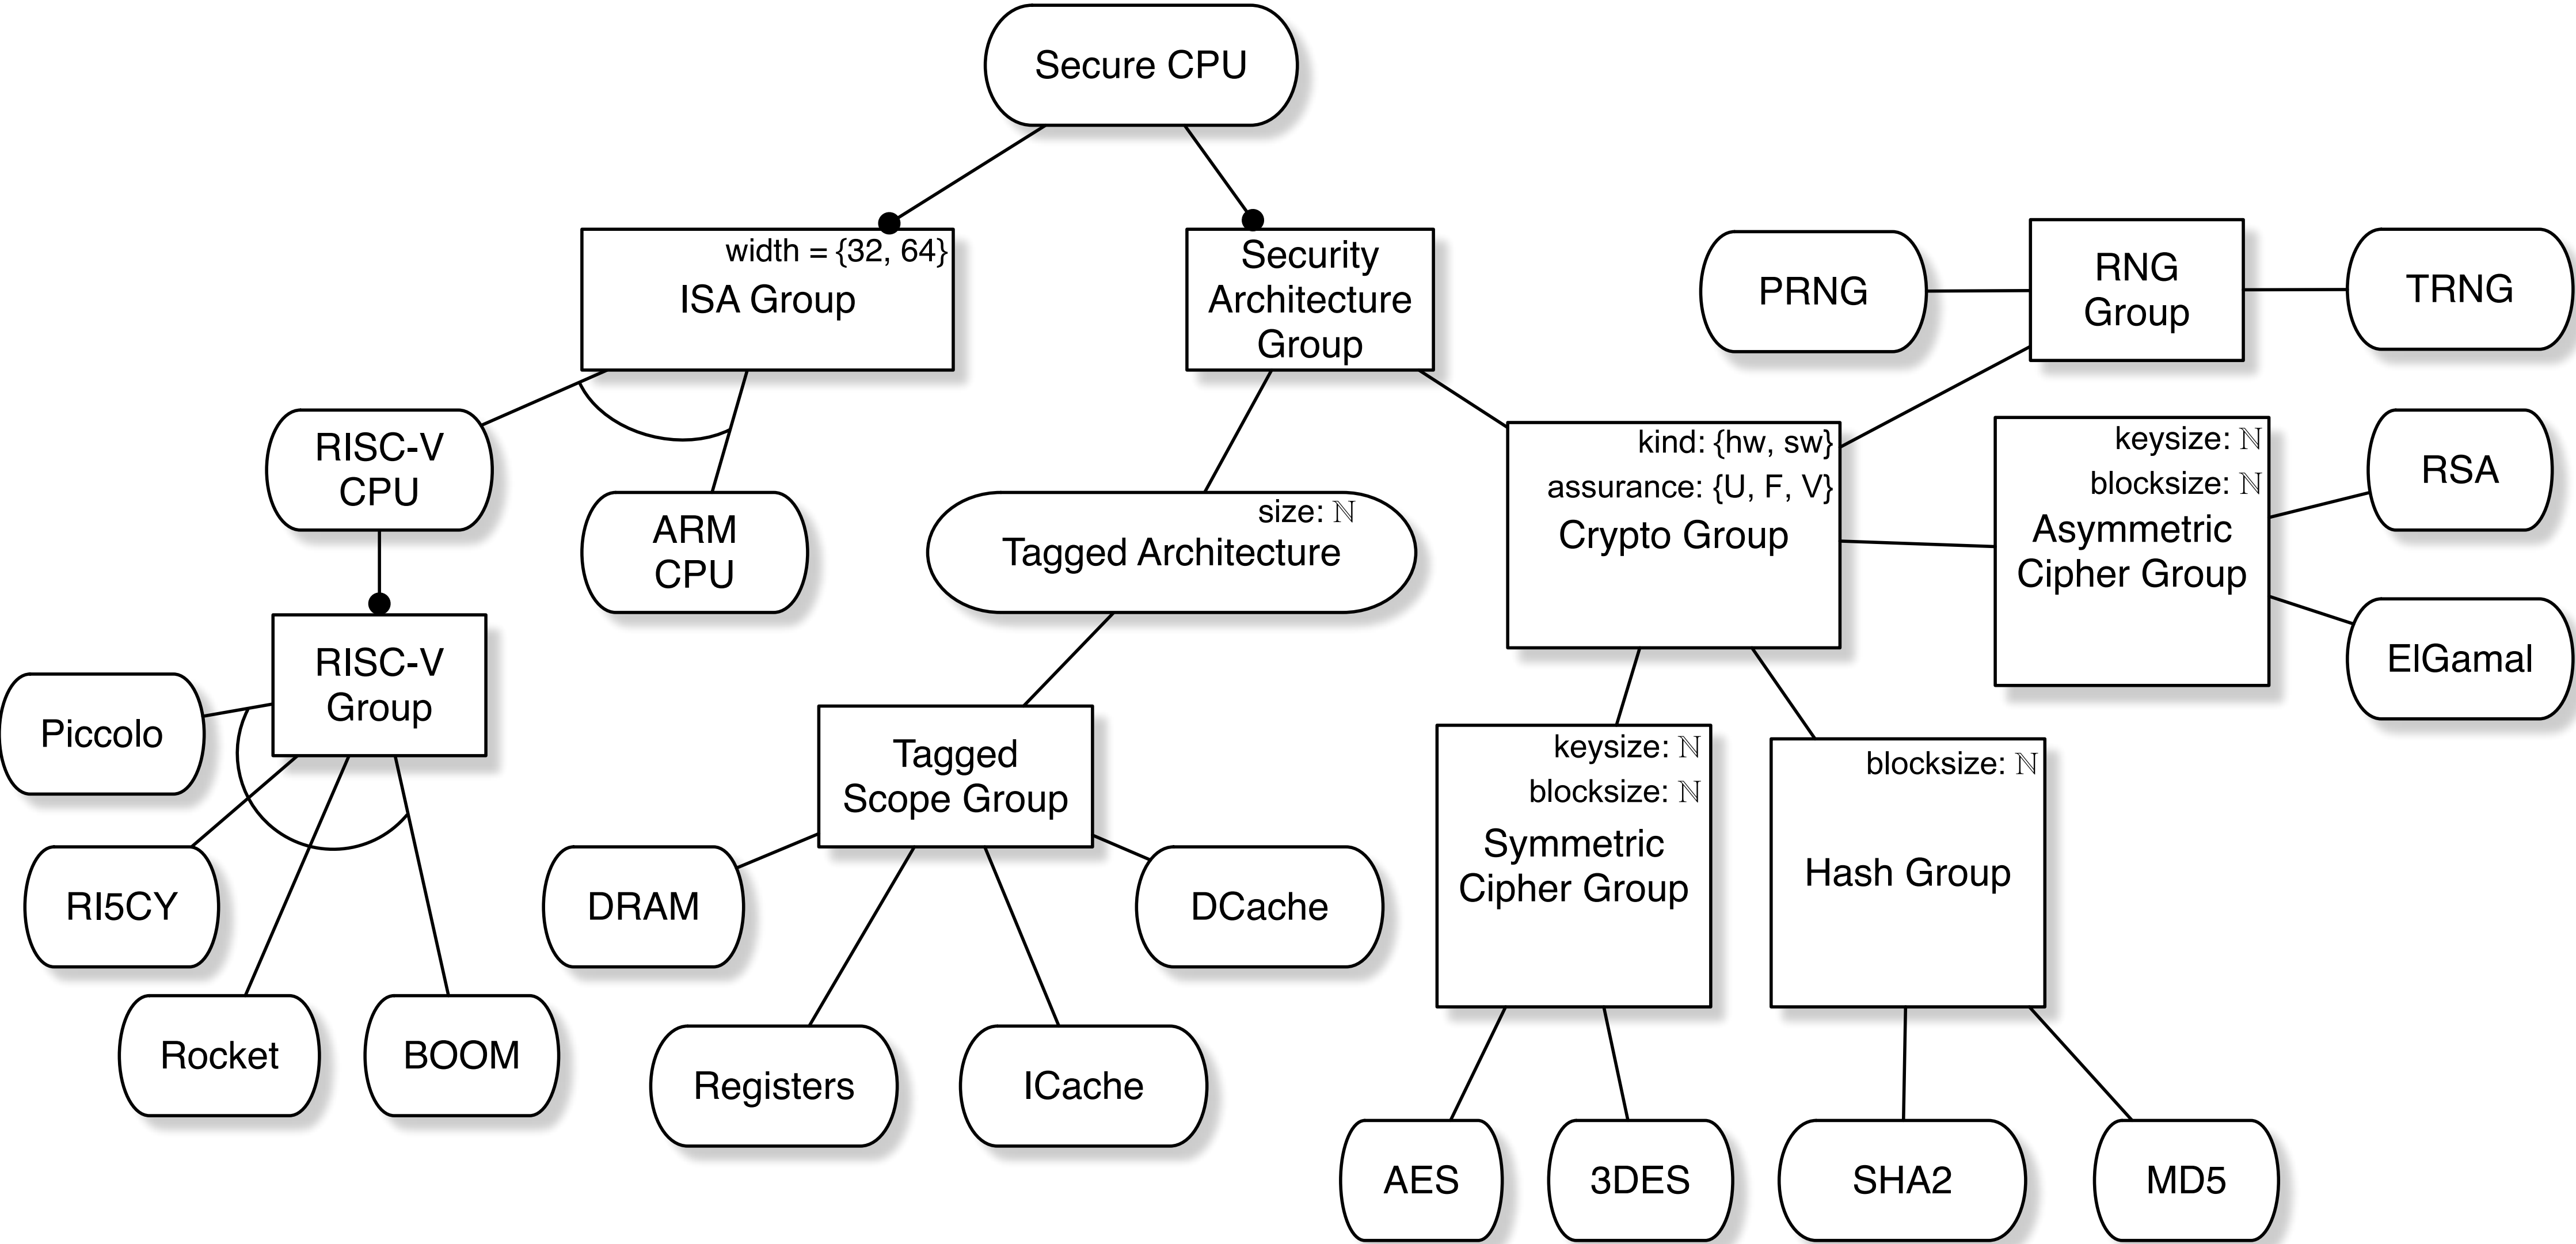 Secure CPU
width = {32, 64}
ISA Group
Security
Architecture
Group
PRNG
RNG
Group
TRNG
RISC-V
CPU
ARM
CPU
size: ℕ
Tagged Architecture
kind: {hw, sw}
assurance: {U, F, V}
Crypto Group
keysize: ℕ
blocksize: ℕ
Asymmetric
Cipher Group
RSA
ElGamal
RISC-V
Group
Piccolo
RI5CY
Rocket
BOOM
Tagged
Scope Group
DRAM
Registers
ICache
DCache
keysize: ℕ
blocksize: ℕ
Symmetric
Cipher Group
blocksize: ℕ
Hash Group
AES
3DES
SHA2
MD5